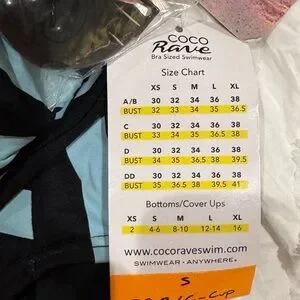 COCO
Rave
Bra Sized Swimwear
Size Chart
XS S M L XL
A/B 30 32 34 36 38
BUST 32 33 34 35 36.5
C 30 32 34 36 38
BUST 33 34 35 36.5 38
D 30 32 34 36 38
BUST 34 35 36.5 38 39.5
DD 30 32 34 36 38
BUST 35 36.5 38 39.5 41
Bottoms/Cover Ups
XS S M L XL
2 4-6 8-10 12-14 16
www.cocoraveswim.com
SWIMWEAR • ANYWHERE.
S
Cup